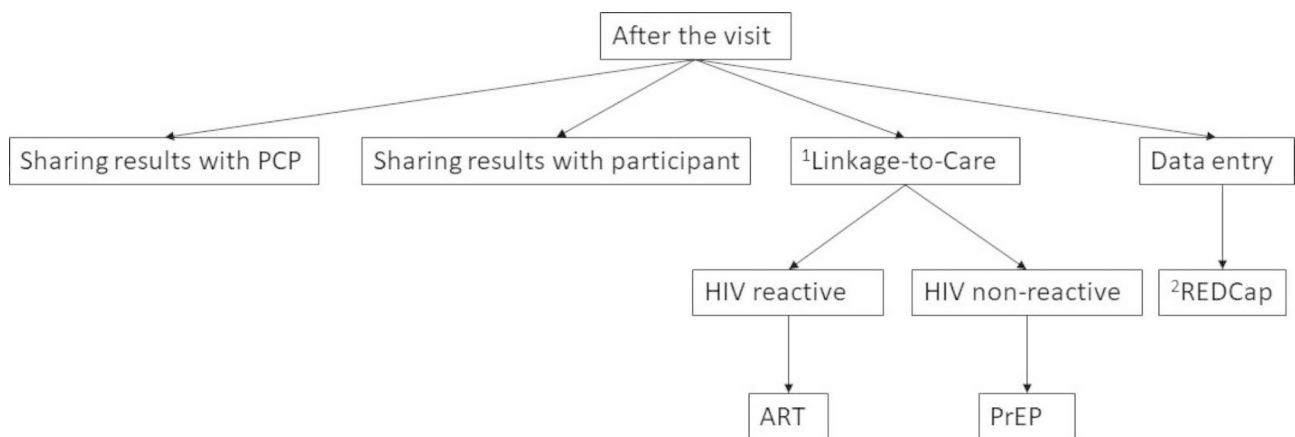 After the visit
Sharing results with PCP
Sharing results with participant
¹Linkage-to-Care
Data entry
HIV reactive
HIV non-reactive
²REDCap
ART
PrEP